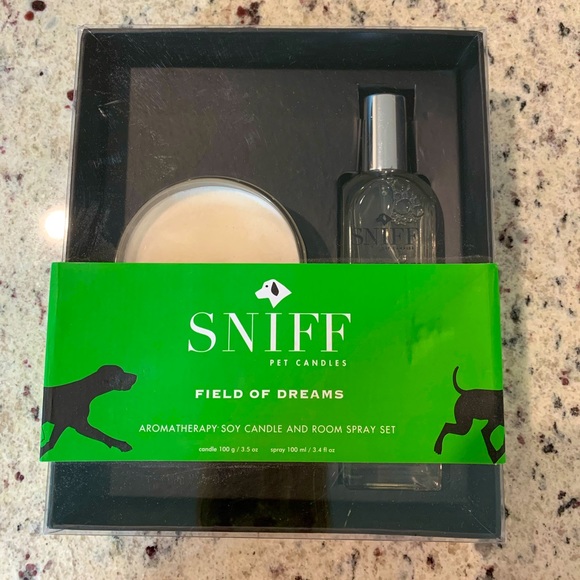 SNIFF
SNIFF
PET CANDLES
FIELD OF DREAMS
AROMATHERAPY SOY CANDLE AND ROOM SPRAY SET
candle 100 g / 3.5 os spray 100 ml / 3.4 fl oz